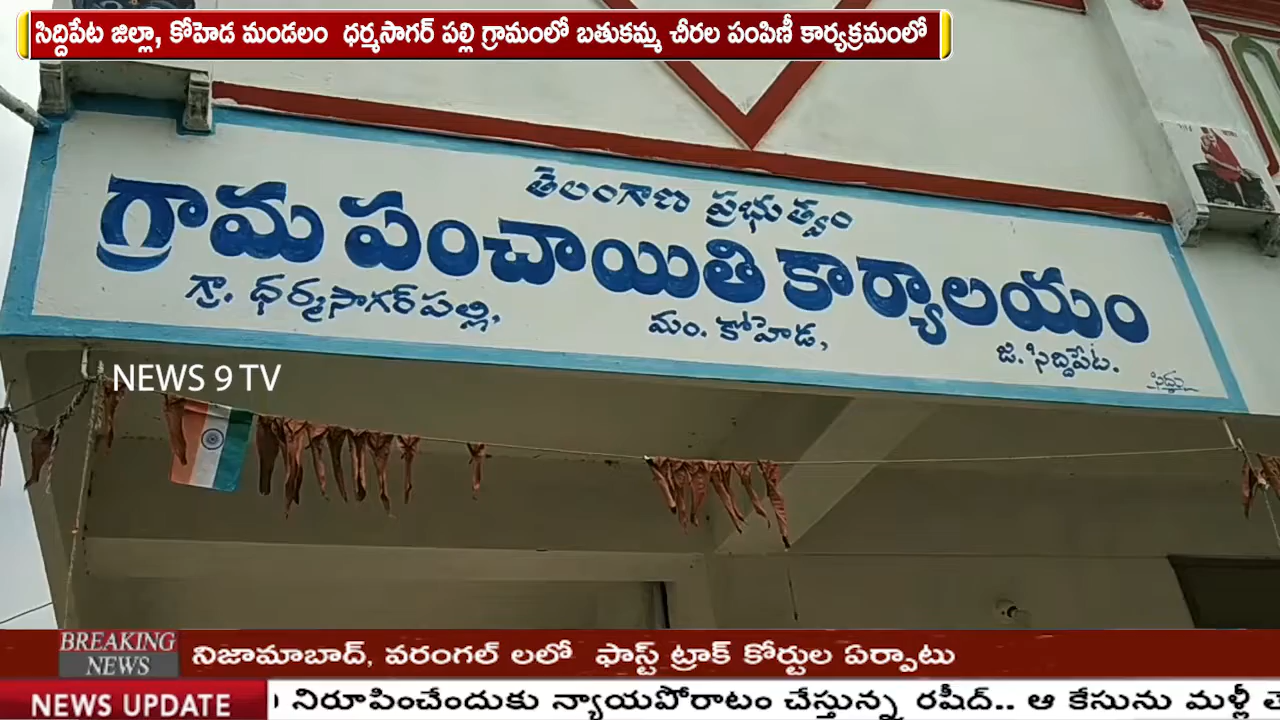 సిద్దిపేట జిల్లా, కోహెడ మండలం ధర్మసాగర్ పల్లి గ్రామంలో బతుకమ్మ చీరల పంపిణీ కార్యక్రమంలో
తెలంగాణ ప్రభుత్వం
గ్రామ పంచాయితి కార్యాలయం
గ్రా. ధర్మసాగర్ పల్లి, మం. కోహెడ, జి. సిద్దిపేట.
NEWS 9 TV
BREAKING NEWS
నిజామాబాద్, వరంగల్ లలో ఫాస్ట్ ట్రాక్ కోర్టుల ఏర్పాటు
NEWS UPDATE
నిరూపించేందుకు న్యాయపోరాటం చేస్తున్న రషీద్.. ఆ కేసును మళ్లీ